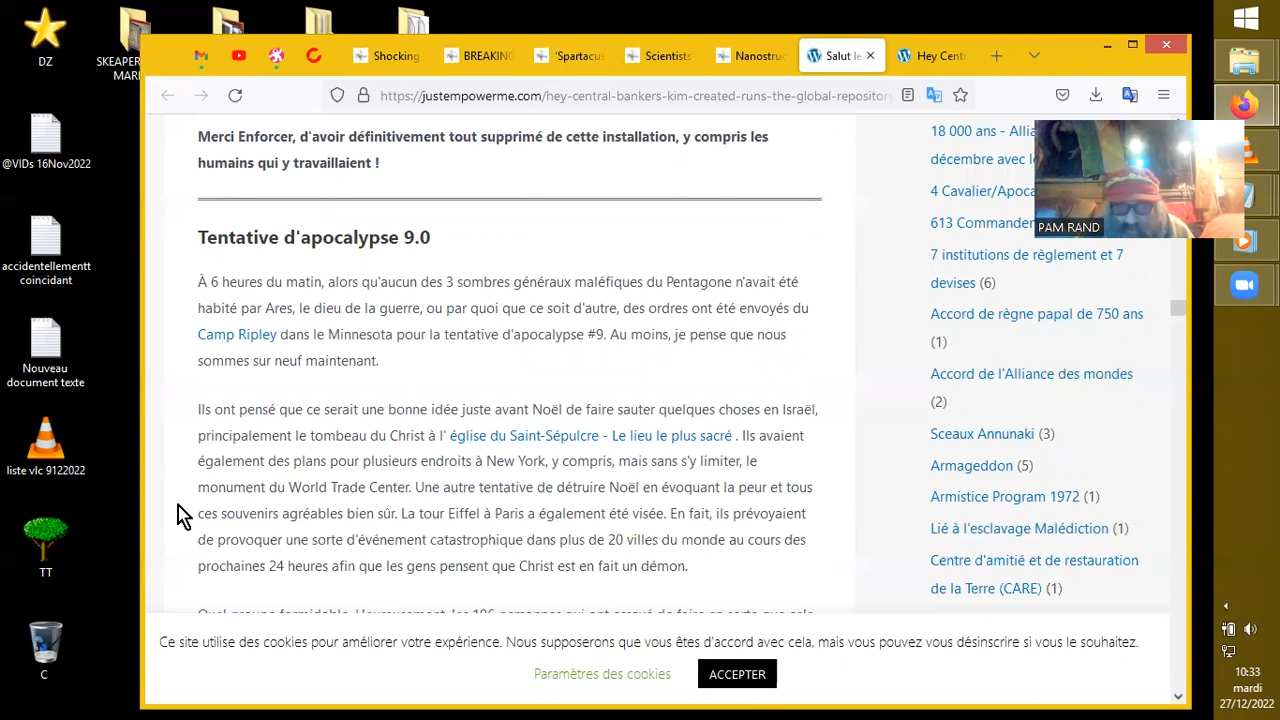 DZ
SKEAPER
MARI
@VIDs 16Nov2022
accidentellementt
coincidant
Nouveau
document texte
liste vlc 9122022
TT
C
Shocking
BREAKING
'Spartacus
Scientists
Nanostruc
Salut le
Hey Centr
https://justempowerme.com/hey-central-bankers-kim-created-runs-the-global-repository
Merci Enforcer, d'avoir définitivement tout supprimé de cette installation, y compris les
humains qui y travaillaient !
Tentative d'apocalypse 9.0
À 6 heures du matin, alors qu'aucun des 3 sombres généraux maléfiques du Pentagone n'avait été
habité par Ares, le dieu de la guerre, ou par quoi que ce soit d'autre, des ordres ont été envoyés du
Camp Ripley dans le Minnesota pour la tentative d'apocalypse #9. Au moins, je pense que nous
sommes sur neuf maintenant.
Ils ont pensé que ce serait une bonne idée juste avant Noël de faire sauter quelques choses en Israël,
principalement le tombeau du Christ à l' église du Saint-Sépulcre - Le lieu le plus sacré . Ils avaient
également des plans pour plusieurs endroits à New York, y compris, mais sans s'y limiter, le
monument du World Trade Center. Une autre tentative de détruire Noël en évoquant la peur et tous
ces souvenirs agréables bien sûr. La tour Eiffel à Paris a également été visée. En fait, ils prévoyaient
de provoquer une sorte d'événement catastrophique dans plus de 20 villes du monde au cours des
prochaines 24 heures afin que les gens pensent que Christ est en fait un démon.
18 000 ans - Allia
décembre avec l
4 Cavalier/Apoca
613 Commander
7 institutions de règlement et 7
devises (6)
Accord de règne papal de 750 ans
(1)
Accord de l'Alliance des mondes
(2)
Sceaux Annunaki (3)
Armageddon (5)
Armistice Program 1972 (1)
Lié à l'esclavage Malédiction (1)
Centre d'amitié et de restauration
de la Terre (CARE) (1)
PAM RAND
Ce site utilise des cookies pour améliorer votre expérience. Nous supposerons que vous êtes d'accord avec cela, mais vous pouvez vous désinscrire si vous le souhaitez.
Paramètres des cookies
ACCEPTER
10:33
mardi
27/12/2022